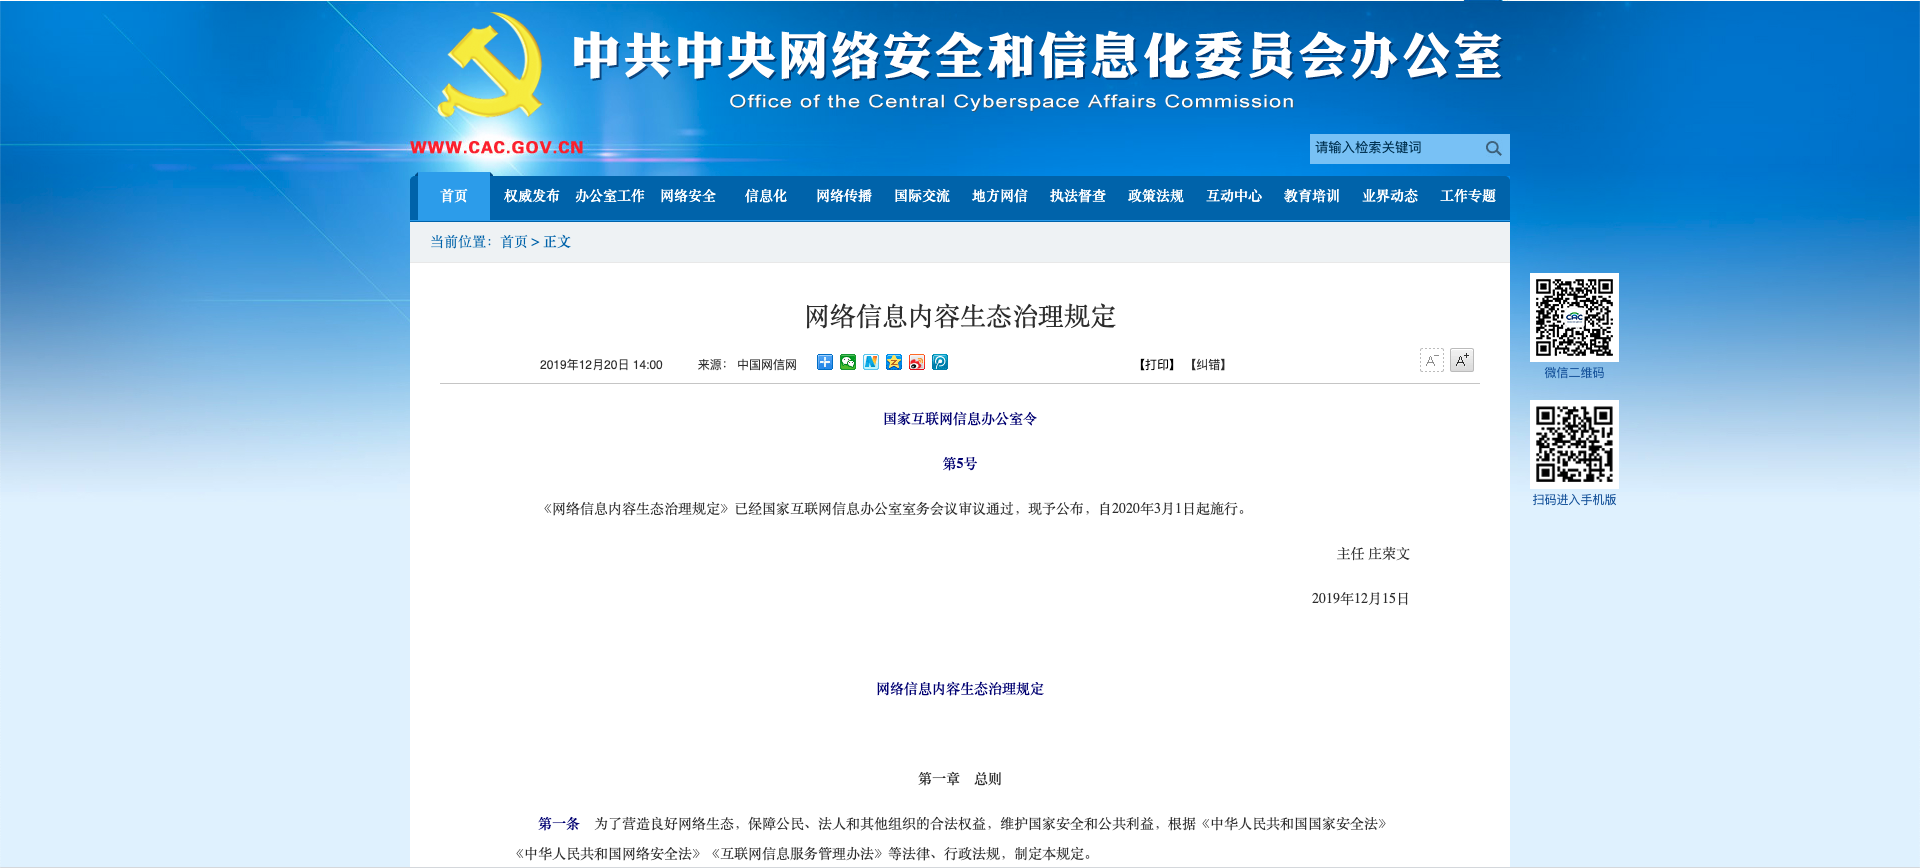 中共中央网络安全和信息化委员会办公室
Office of the Central Cyberspace Affairs Commission
WWW.CAC.GOV.CN
请输入检索关键词
首页 权威发布 办公室工作 网络安全 信息化 网络传播 国际交流 地方网信 执法督查 政策法规 互动中心 教育培训 业界动态 工作专题
当前位置：首页 > 正文
网络信息内容生态治理规定
2019年12月20日 14:00 来源： 中国网信网 【打印】 【纠错】 A- A+
CAC
微信二维码
扫码进入手机版
国家互联网信息办公室令
第5号
《网络信息内容生态治理规定》已经国家互联网信息办公室室务会议审议通过，现予公布，自2020年3月1日起施行。
主任 庄荣文
2019年12月15日
网络信息内容生态治理规定
第一章　总则
第一条　为了营造良好网络生态，保障公民、法人和其他组织的合法权益，维护国家安全和公共利益，根据《中华人民共和国国家安全法》
《中华人民共和国网络安全法》《互联网信息服务管理办法》等法律、行政法规，制定本规定。